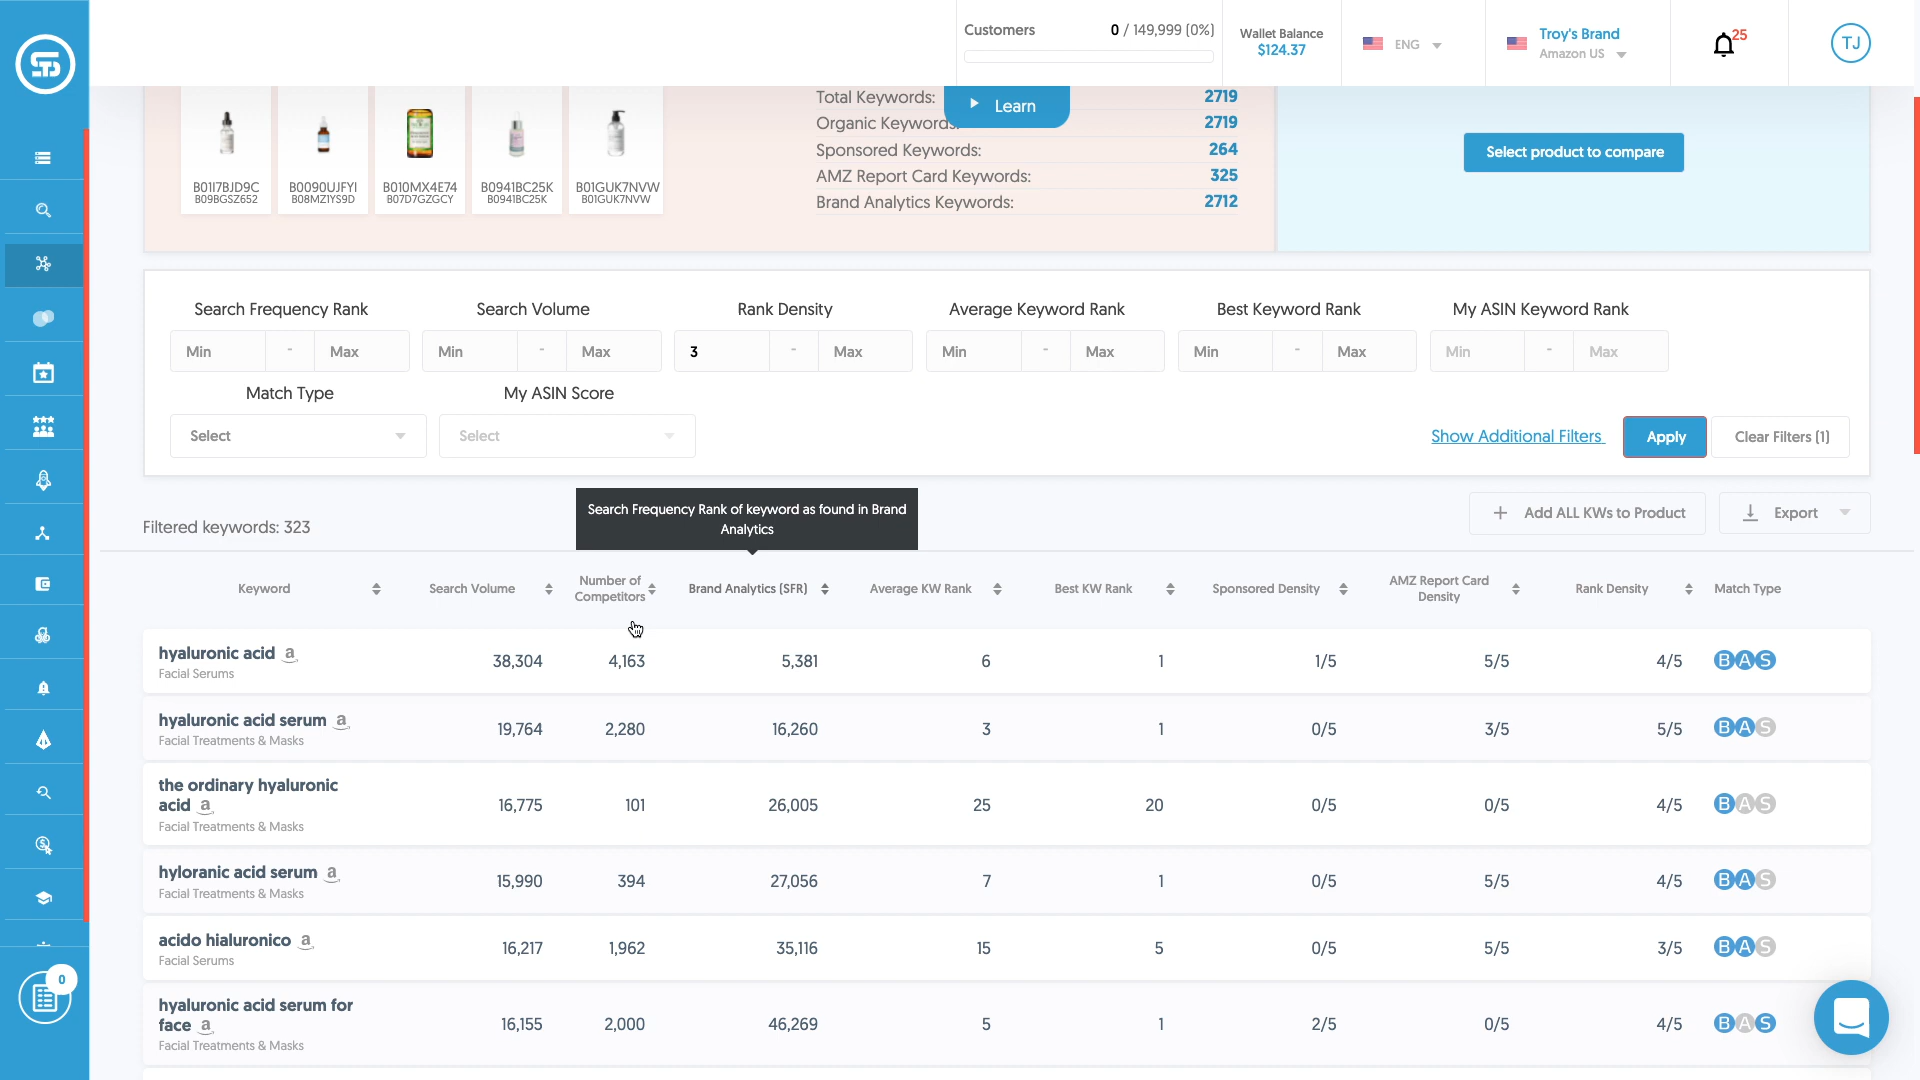 Customers 0 / 149,999 (0%)
Wallet Balance
$124.37
ENG
Troy's Brand
Amazon US
25
TJ
Learn
B01I7BJD9C
B09BGSZ652
B0090UJFYI
B08MZ1YS9D
B010MX4E74
B07D7GZGCY
B0941BC25K
B0941BC25K
B01GUK7NVW
B01GUK7NVW
Total Keywords: 2719
Organic Keywords: 2719
Sponsored Keywords: 264
AMZ Report Card Keywords: 325
Brand Analytics Keywords: 2712
Select product to compare
Search Frequency Rank Search Volume Rank Density Average Keyword Rank Best Keyword Rank My ASIN Keyword Rank
Min - Max Min - Max 3 - Max Min - Max Min - Max Min - Max
Match Type My ASIN Score
Select Select Show Additional Filters Apply Clear Filters (1)
Search Frequency Rank of keyword as found in Brand
Analytics
Filtered keywords: 323
+ Add ALL KWs to Product Export
Keyword Search Volume Number of Competitors Brand Analytics (SFR) Average KW Rank Best KW Rank Sponsored Density AMZ Report Card Density Rank Density Match Type
hyaluronic acid a 38,304 4,163 5,381 6 1 1/5 5/5 4/5 B A S
Facial Serums
hyaluronic acid serum a 19,764 2,280 16,260 3 1 0/5 3/5 5/5 B A S
Facial Treatments & Masks
the ordinary hyaluronic
acid a 16,775 101 26,005 25 20 0/5 0/5 4/5 B A S
Facial Treatments & Masks
hyloranic acid serum a 15,990 394 27,056 7 1 0/5 5/5 4/5 B A S
Facial Treatments & Masks
acido hialuronico a 16,217 1,962 35,116 15 5 0/5 5/5 3/5 B A S
Facial Serums
hyaluronic acid serum for
face a 16,155 2,000 46,269 5 1 2/5 0/5 4/5 B A S
Facial Treatments & Masks
0